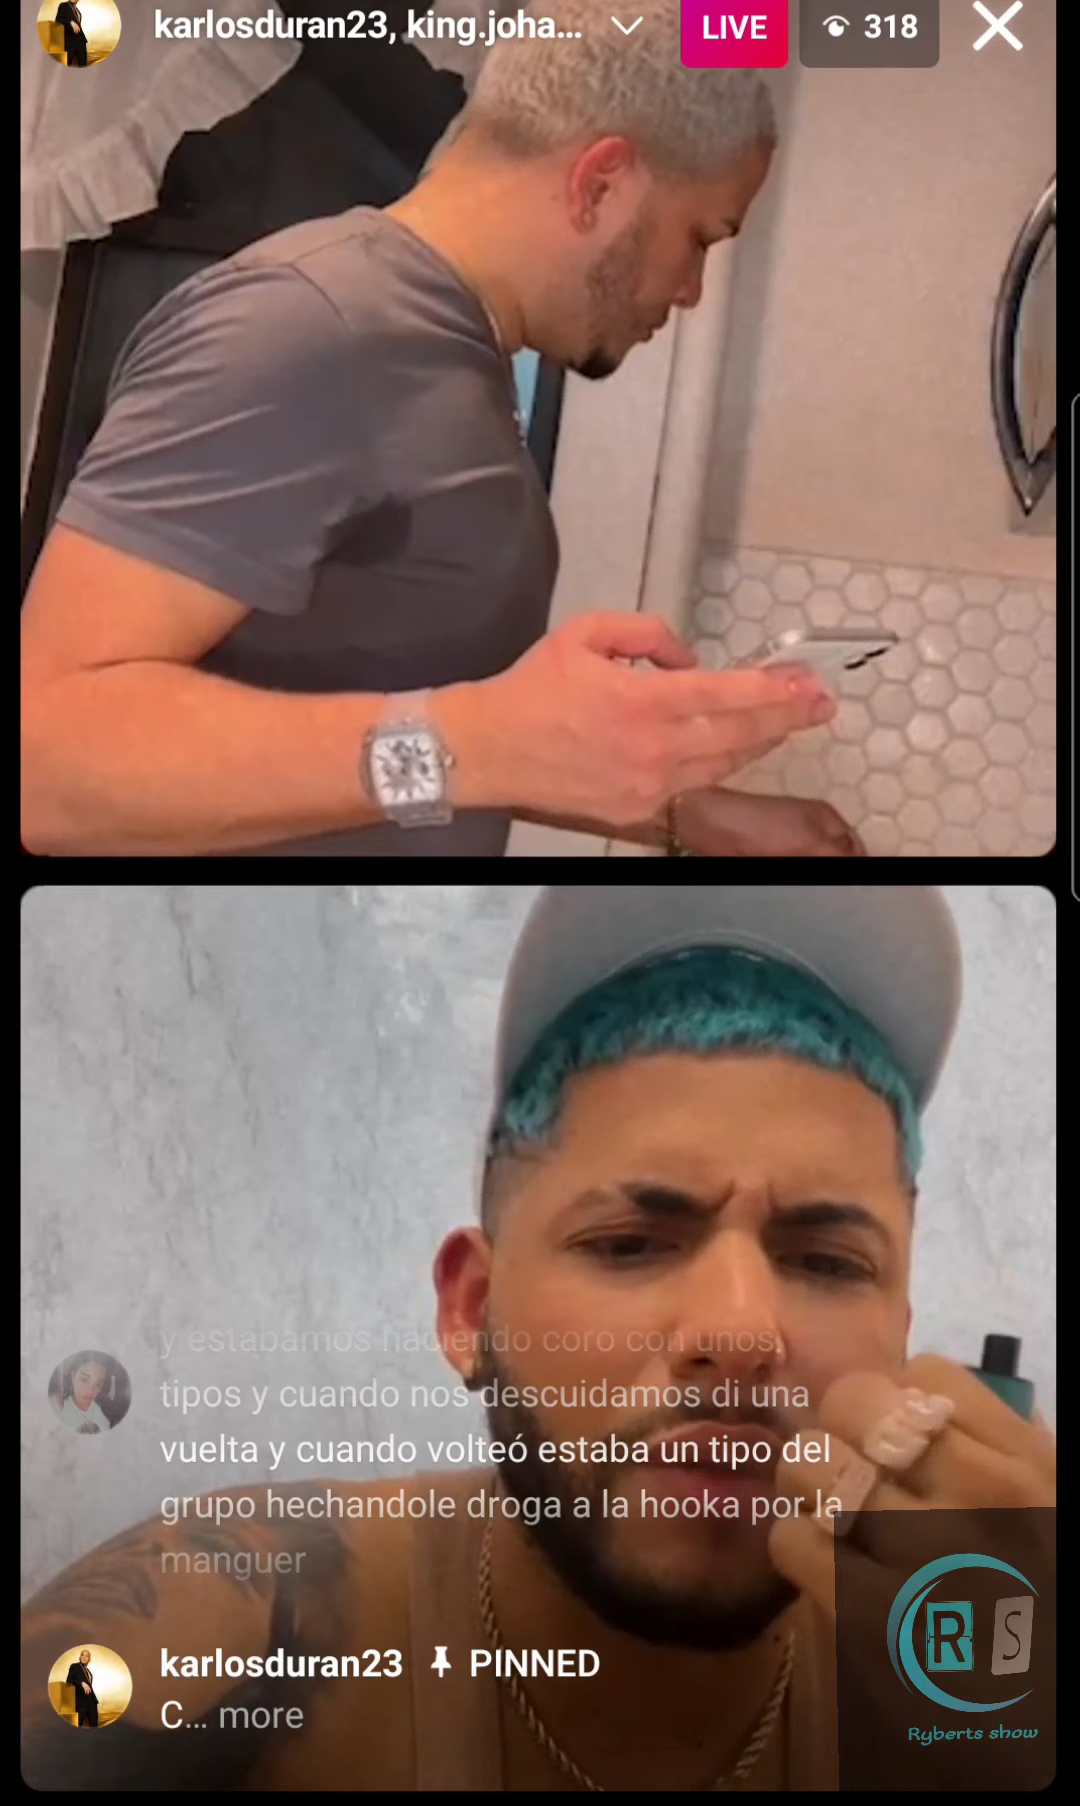 karlosduran23, king.joha...
LIVE
318
y estabamos haciendo coro con unos
tipos y cuando nos descuidamos di una
vuelta y cuando volteó estaba un tipo del
grupo hechandole droga a la hooka por la
manguer
karlosduran23 PINNED
C... more
R S
Ryberts show